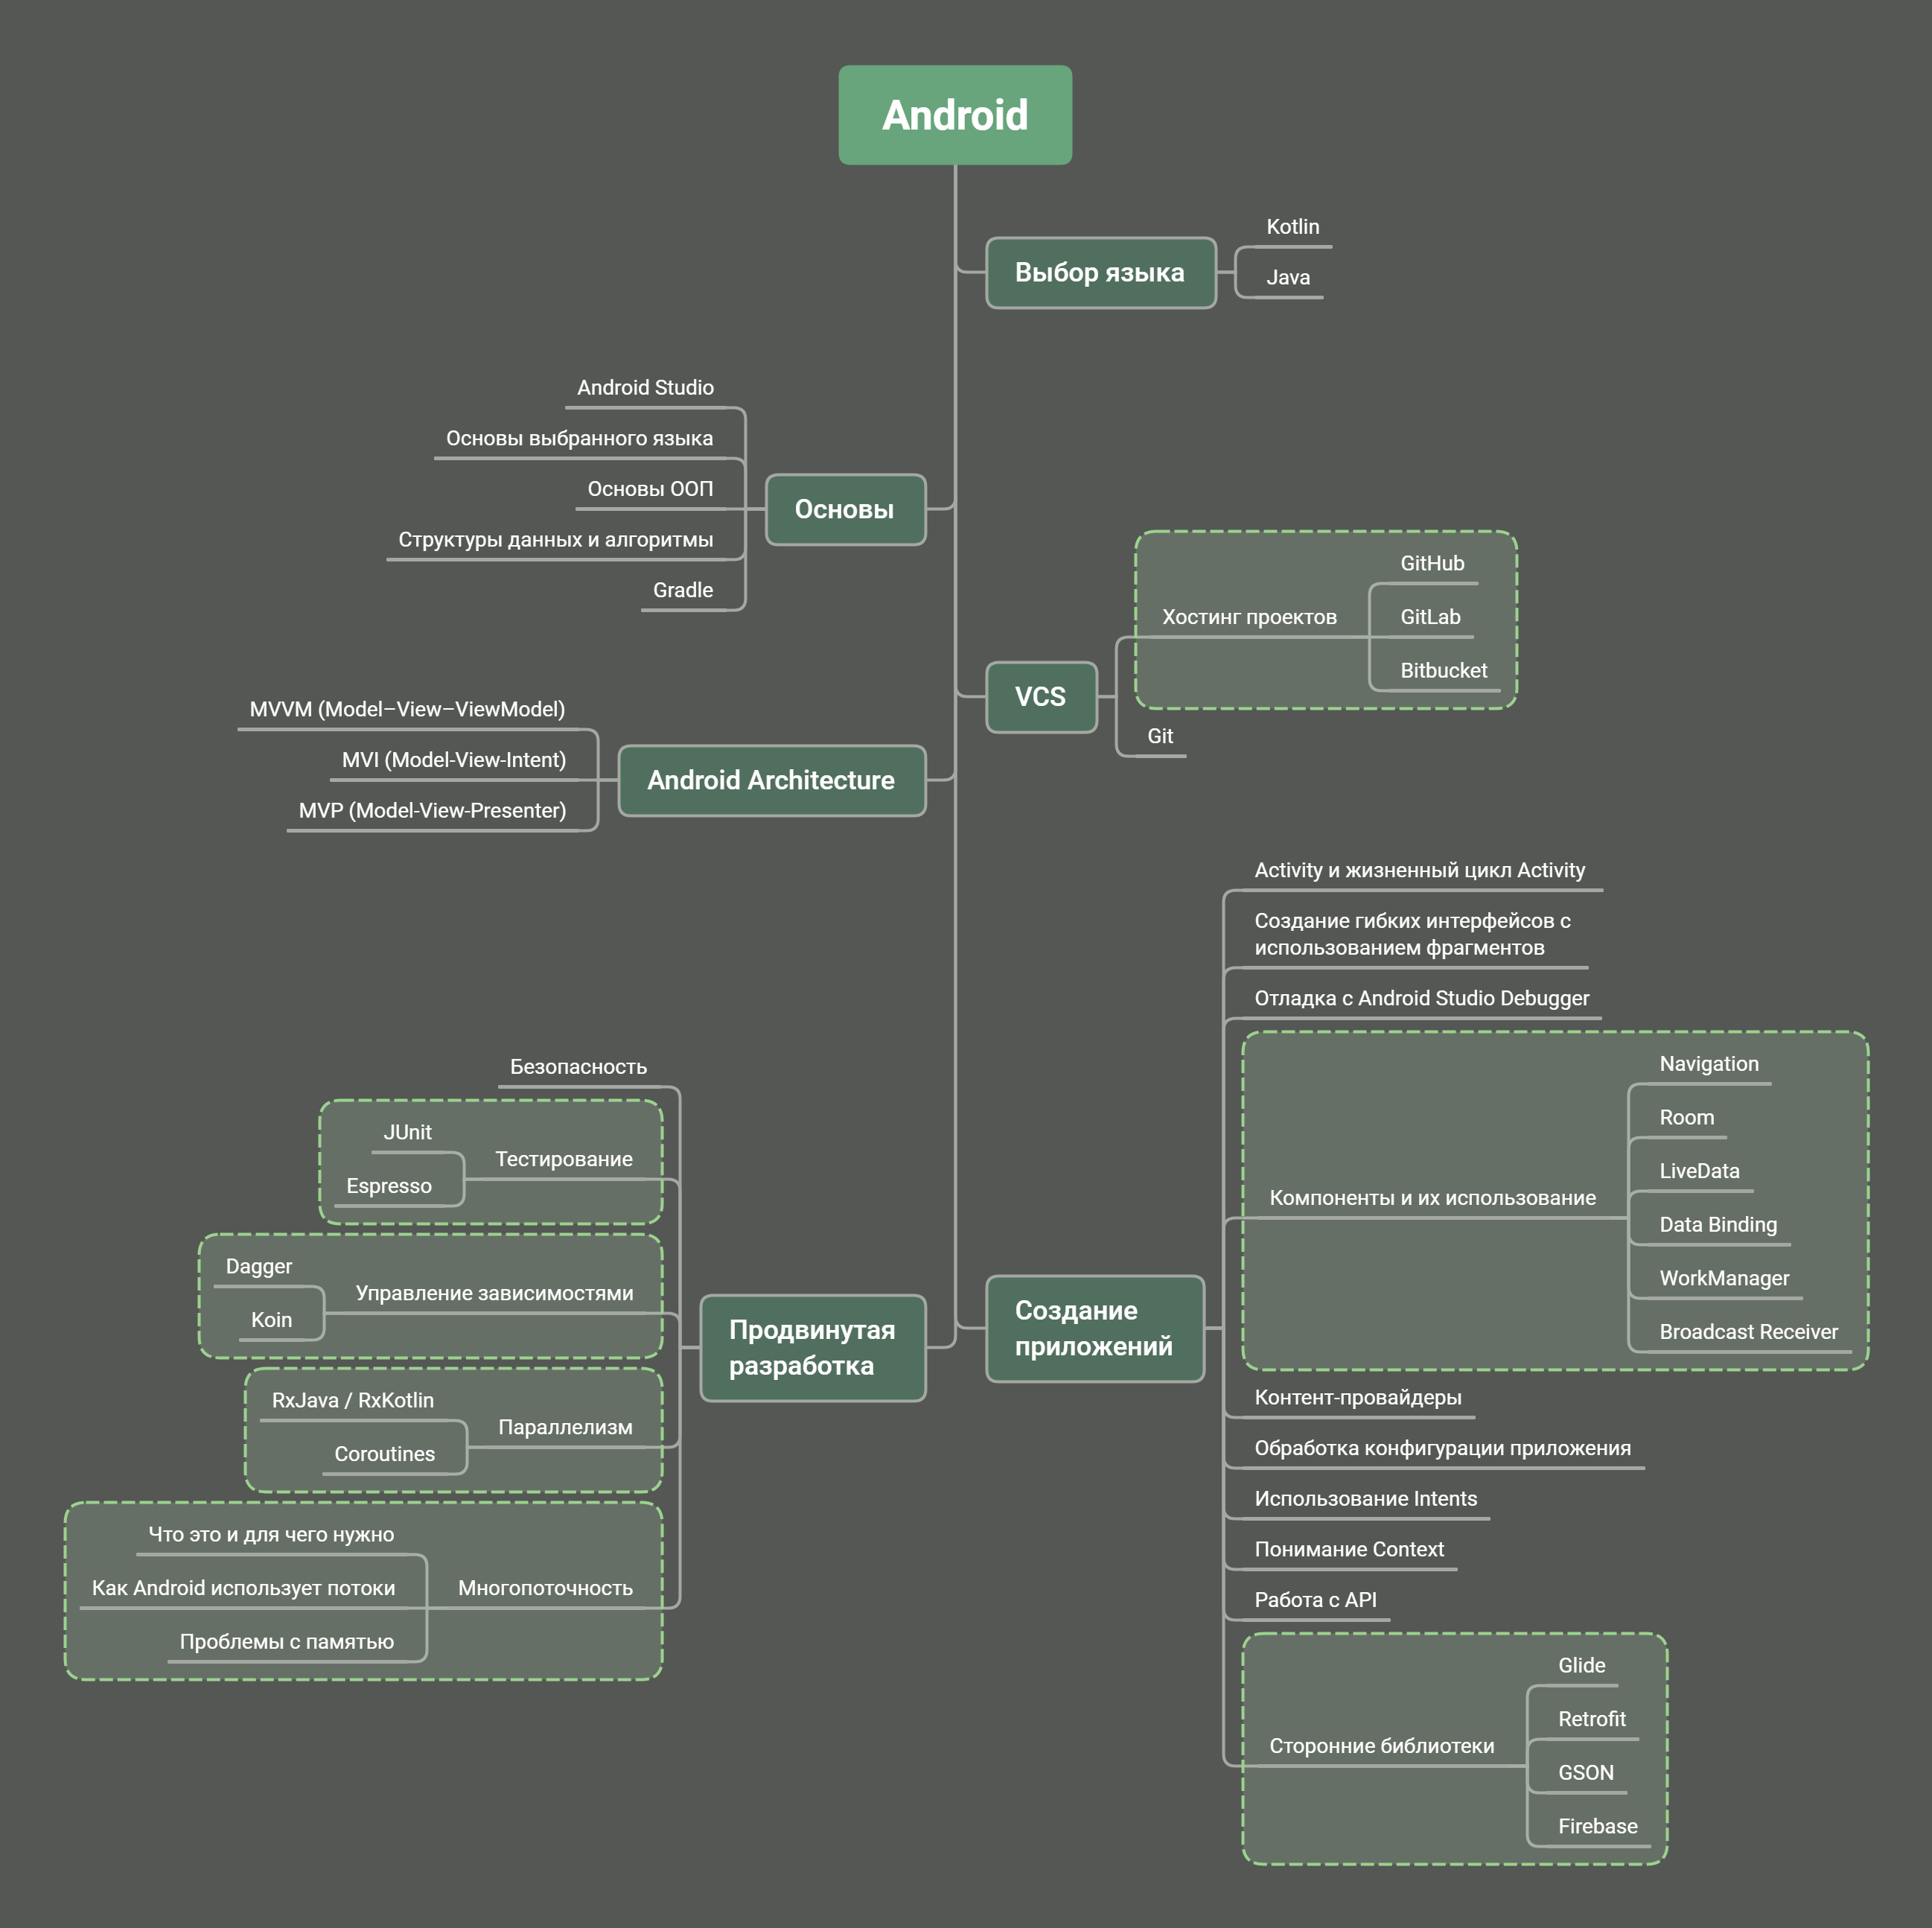 Android
Выбор языка
Kotlin
Java
Основы
Android Studio
Основы выбранного языка
Основы ООП
Структуры данных и алгоритмы
Gradle
VCS
Хостинг проектов
GitHub
GitLab
Bitbucket
Git
Android Architecture
MVVM (Model–View–ViewModel)
MVI (Model-View-Intent)
MVP (Model-View-Presenter)
Создание
приложений
Activity и жизненный цикл Activity
Создание гибких интерфейсов с
использованием фрагментов
Отладка с Android Studio Debugger
Компоненты и их использование
Navigation
Room
LiveData
Data Binding
WorkManager
Broadcast Receiver
Контент-провайдеры
Обработка конфигурации приложения
Использование Intents
Понимание Context
Работа с API
Сторонние библиотеки
Glide
Retrofit
GSON
Firebase
Продвинутая
разработка
Безопасность
Тестирование
JUnit
Espresso
Управление зависимостями
Dagger
Koin
Параллелизм
RxJava / RxKotlin
Coroutines
Многопоточность
Что это и для чего нужно
Как Android использует потоки
Проблемы с памятью